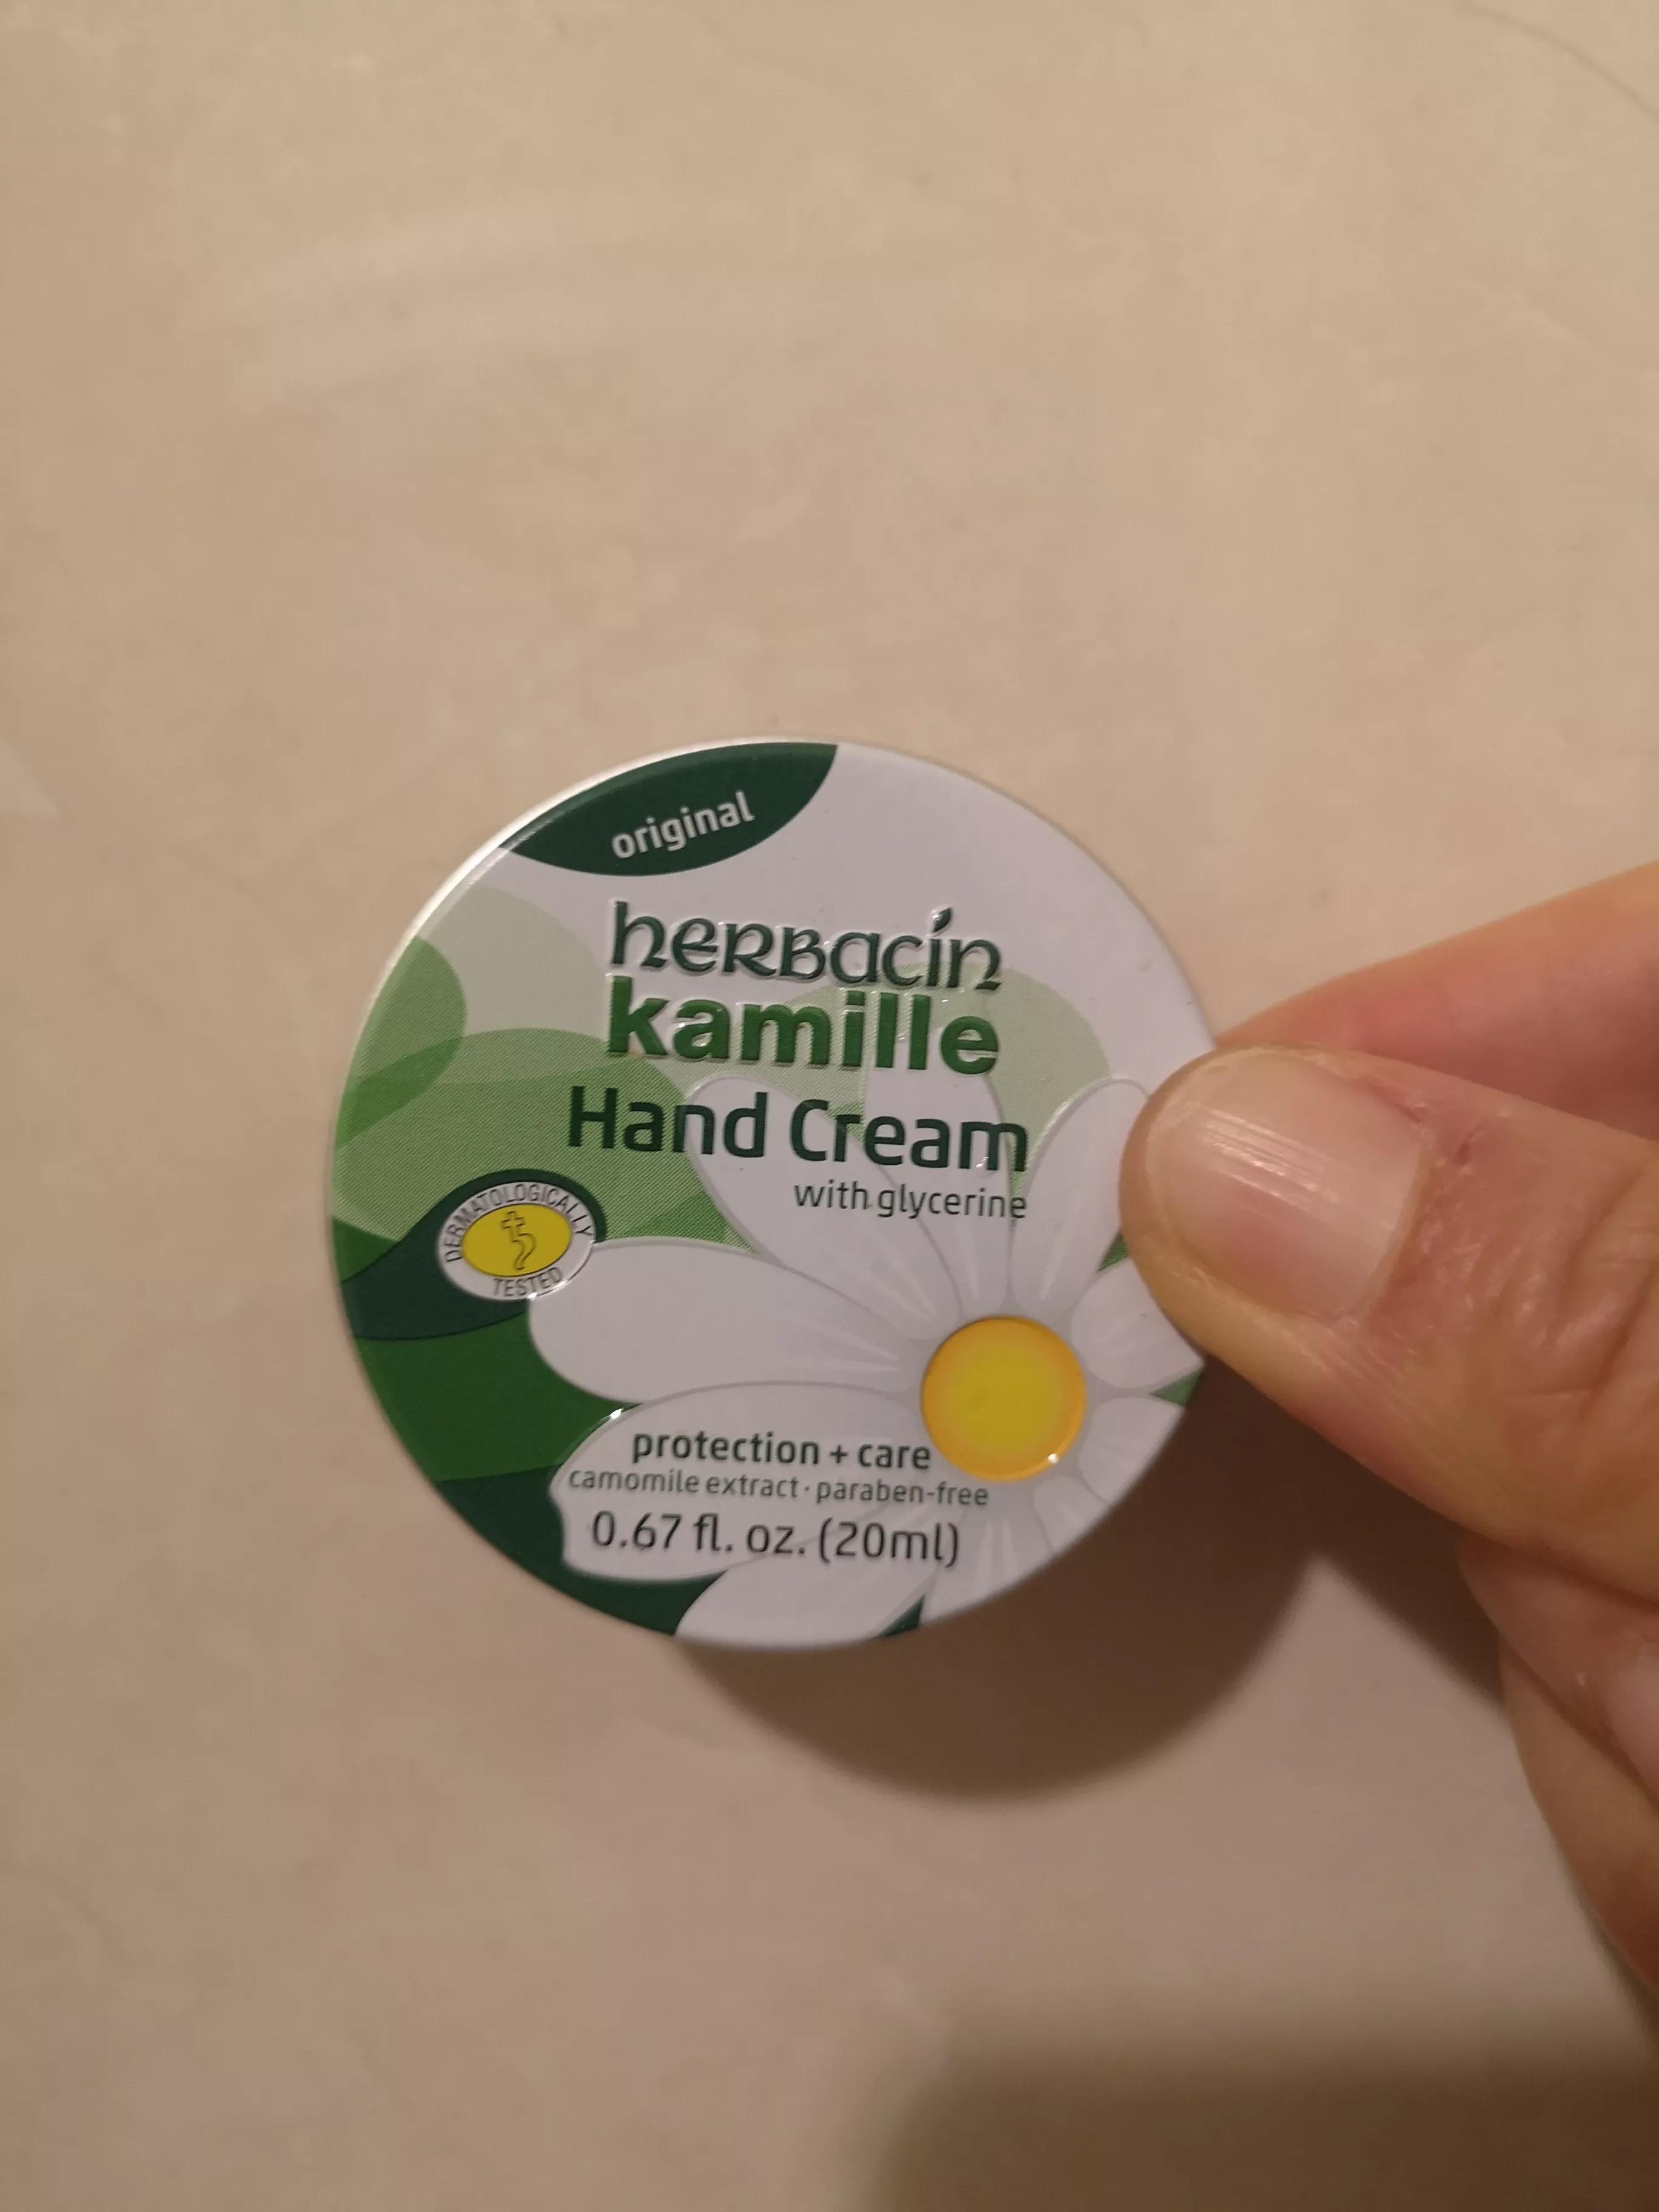 original
herbacin
kamille
Hand Cream
with glycerine
DERMATOLOGICALLY
TESTED
protection + care
camomile extract · paraben-free
0.67 fl. oz. (20ml)